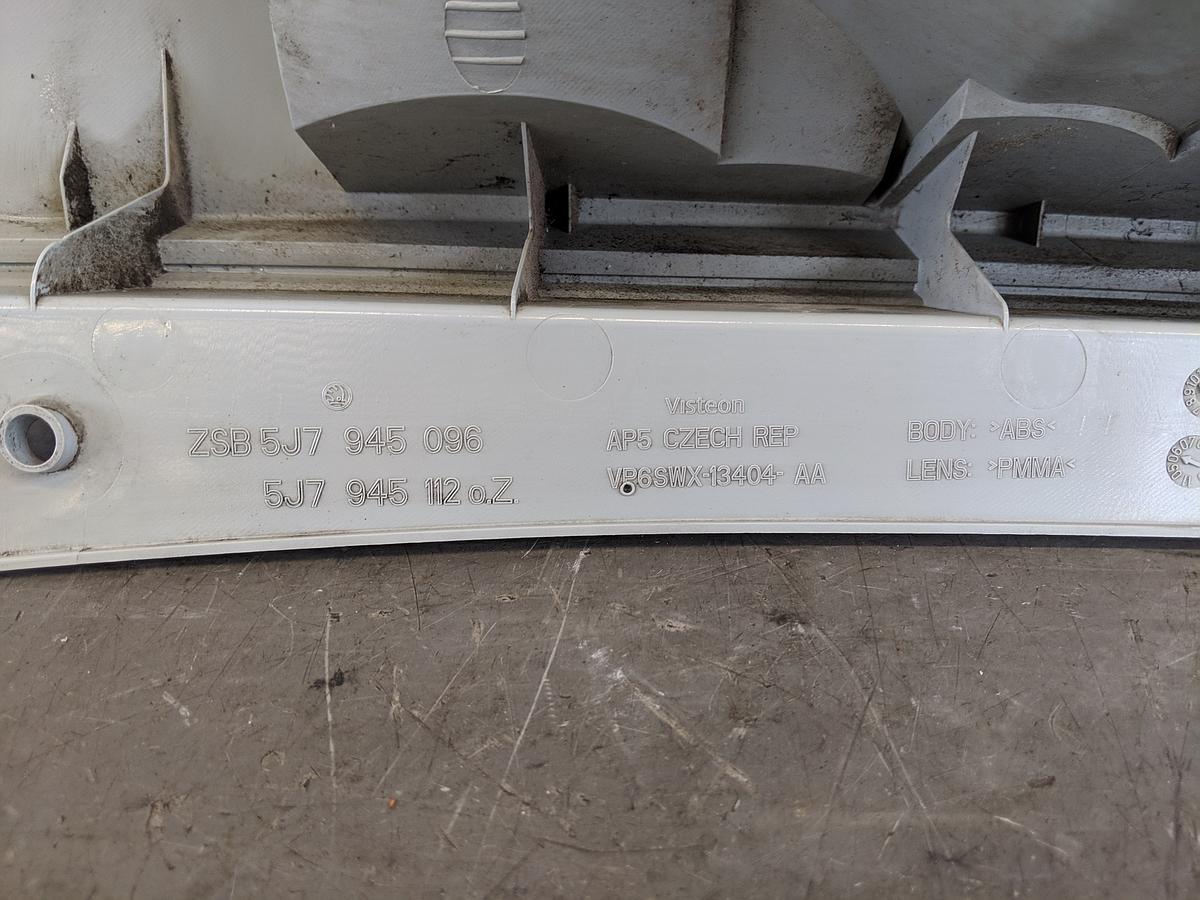 ZSB 5J7 945 096
5J7 945 112 o.Z.
Visteon
AP5 CZECH REP
VP6SWX-13404- AA
BODY: >ABS<
LENS: >PMMA<